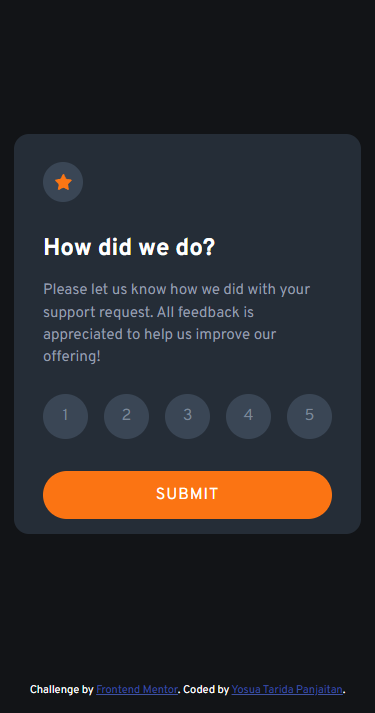 How did we do?
Please let us know how we did with your
support request. All feedback is
appreciated to help us improve our
offering!
1 2 3 4 5
SUBMIT
Challenge by Frontend Mentor. Coded by Yosua Tarida Panjaitan.